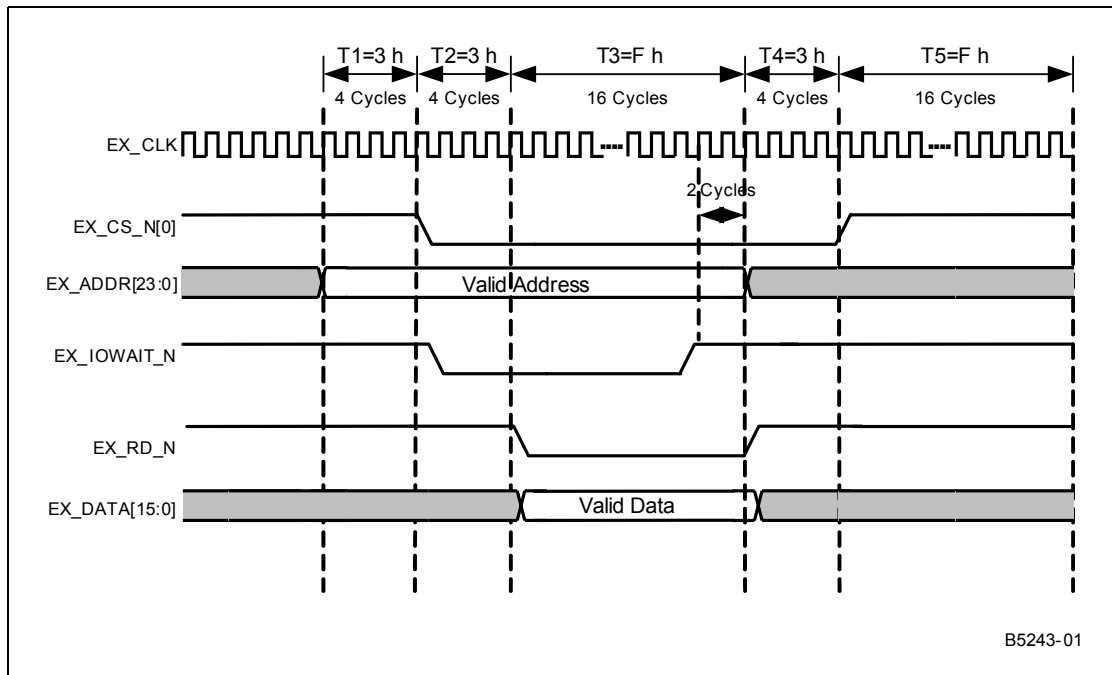 T1=3 h T2=3 h T3=F h T4=3 h T5=F h
4 Cycles 4 Cycles 16 Cycles 4 Cycles 16 Cycles
EX_CLK
2 Cycles
EX_CS_N[0]
EX_ADDR[23:0] Valid Address
EX_IOWAIT_N
EX_RD_N
EX_DATA[15:0] Valid Data
B5243-01